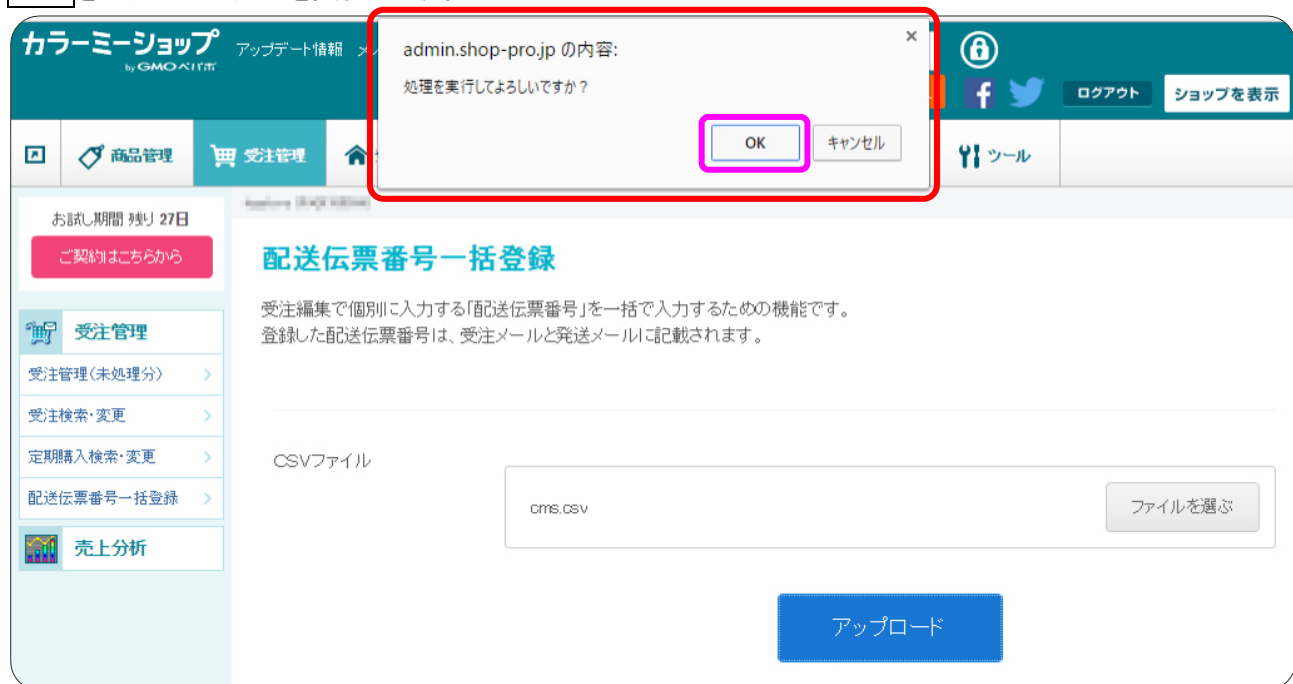 カラーミーショップ
by GMOペパボ
アップデート情報
admin.shop-pro.jp の内容:
×
処理を実行してよろしいですか？
OK
キャンセル
ログアウト
ショップを表示
商品管理
受注管理
ツール
お試し期間 残り 27日
ご契約はこちらから
配送伝票番号一括登録
受注編集で個別に入力する「配送伝票番号」を一括で入力するための機能です。
登録した配送伝票番号は、受注メールと発送メールに記載されます。
受注管理
受注管理（未処理分）
受注検索・変更
定期購入検索・変更
配送伝票番号一括登録
売上分析
CSVファイル
cms.csv
ファイルを選ぶ
アップロード